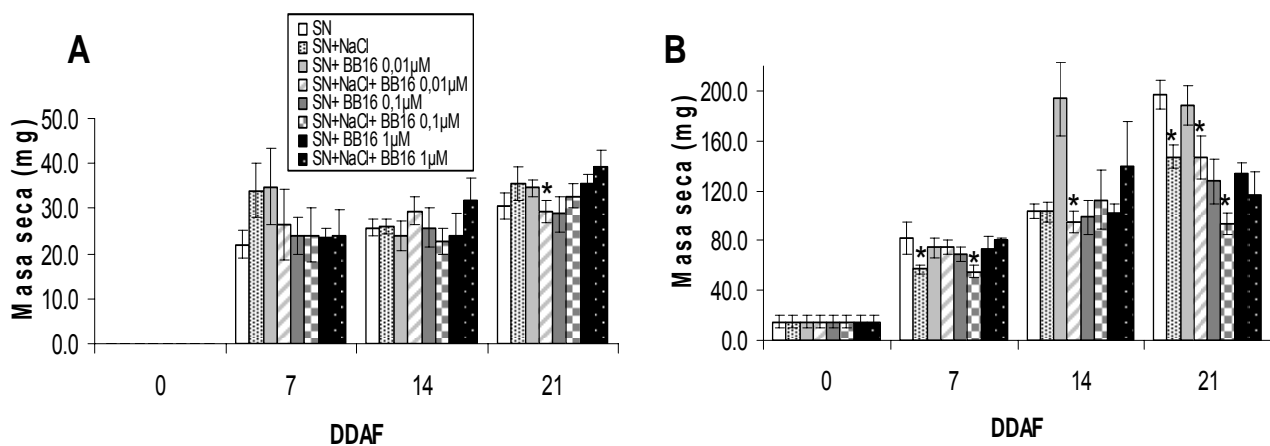 A
SN
SN+NaCl
SN+ BB16 0,01µM
SN+NaCl+ BB16 0,01µM
SN+ BB16 0,1µM
SN+NaCl+ BB16 0,1µM
SN+ BB16 1µM
SN+NaCl+ BB16 1µM
Masa seca (mg)
50.0
40.0
30.0
20.0
10.0
0.0
*
0 7 14 21
DDAF
B
Masa seca (mg)
200.0
160.0
120.0
80.0
40.0
0.0
* * * * * *
0 7 14 21
DDAF